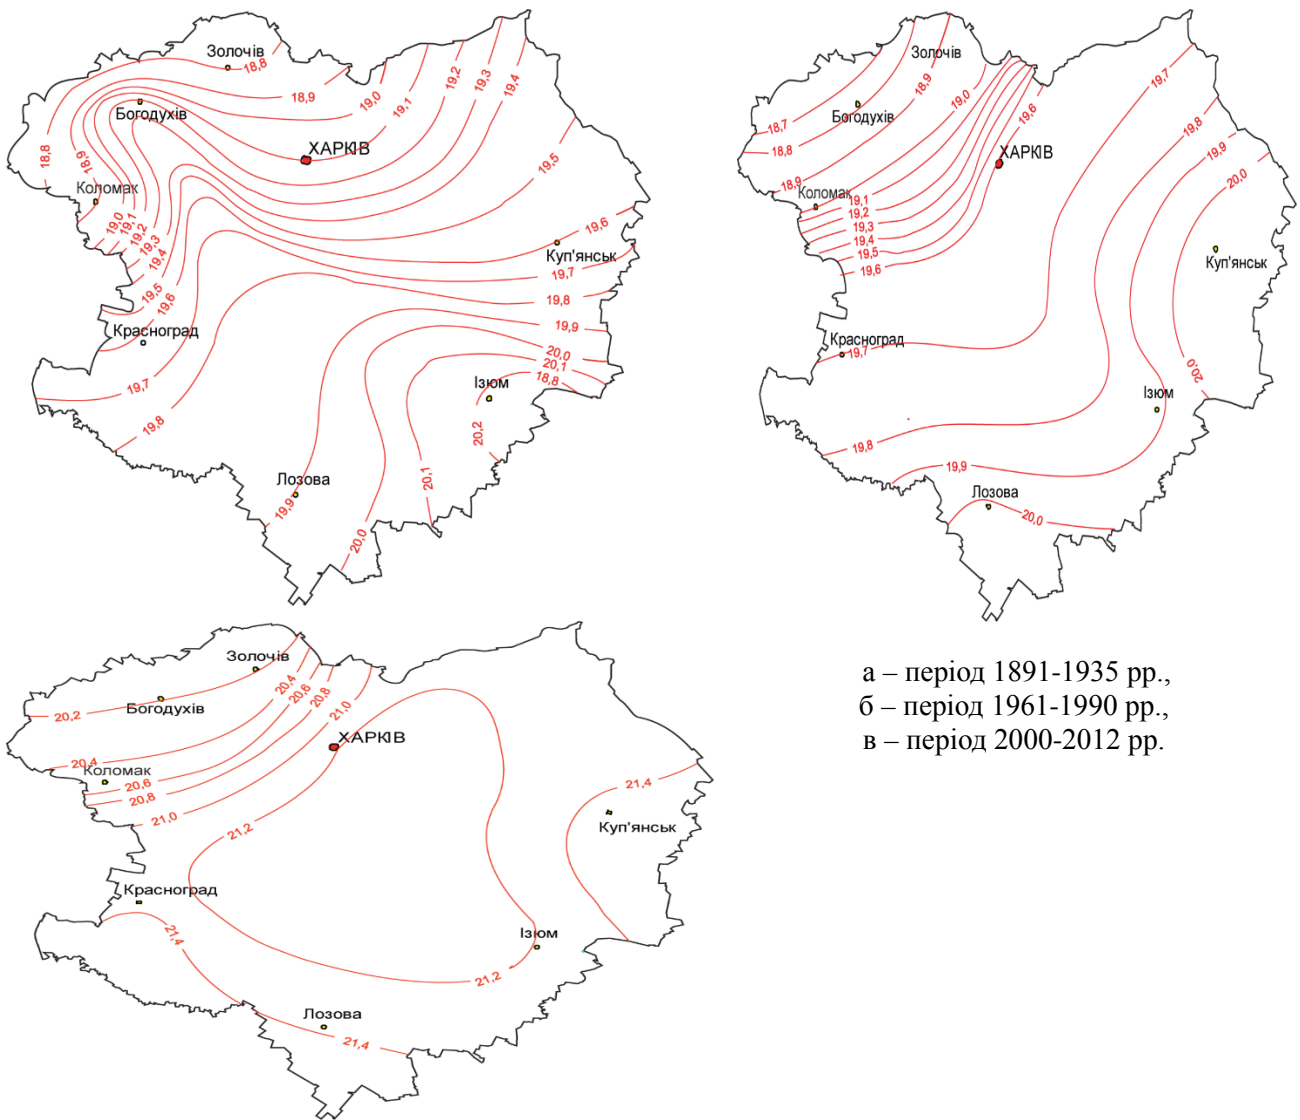 Золочів
18,8
18,9
19,0
19,1
19,2
19,3
19,4
Богодухів
ХАРКІВ
18,8
18,9
19,5
Коломак
19,0
19,1
19,2
19,3
19,4
19,6
Куп'янськ
19,7
19,5
19,6
19,8
Красноград
19,9
20,0
20,1
18,8
19,7
Ізюм
19,8
20,2
20,1
Лозова
19,9
20,0
Золочів
18,9
19,0
19,7
Богодухів
19,6
18,7
18,8
ХАРКІВ
19,8
19,9
18,9
20,0
Коломак
19,1
19,2
19,3
19,4
19,5
19,6
Куп'янськ
Красноград
19,7
20,0
Ізюм
19,8
19,9
Лозова
20,0
Золочів
20,4
20,6
20,8
21,0
Богодухів
20,2
ХАРКІВ
20,4
Коломак
20,6
20,8
21,0
21,4
21,2
Куп'янськ
Красноград
21,4
Ізюм
21,2
Лозова
21,4
а – період 1891-1935 рр.,
б – період 1961-1990 рр.,
в – період 2000-2012 рр.